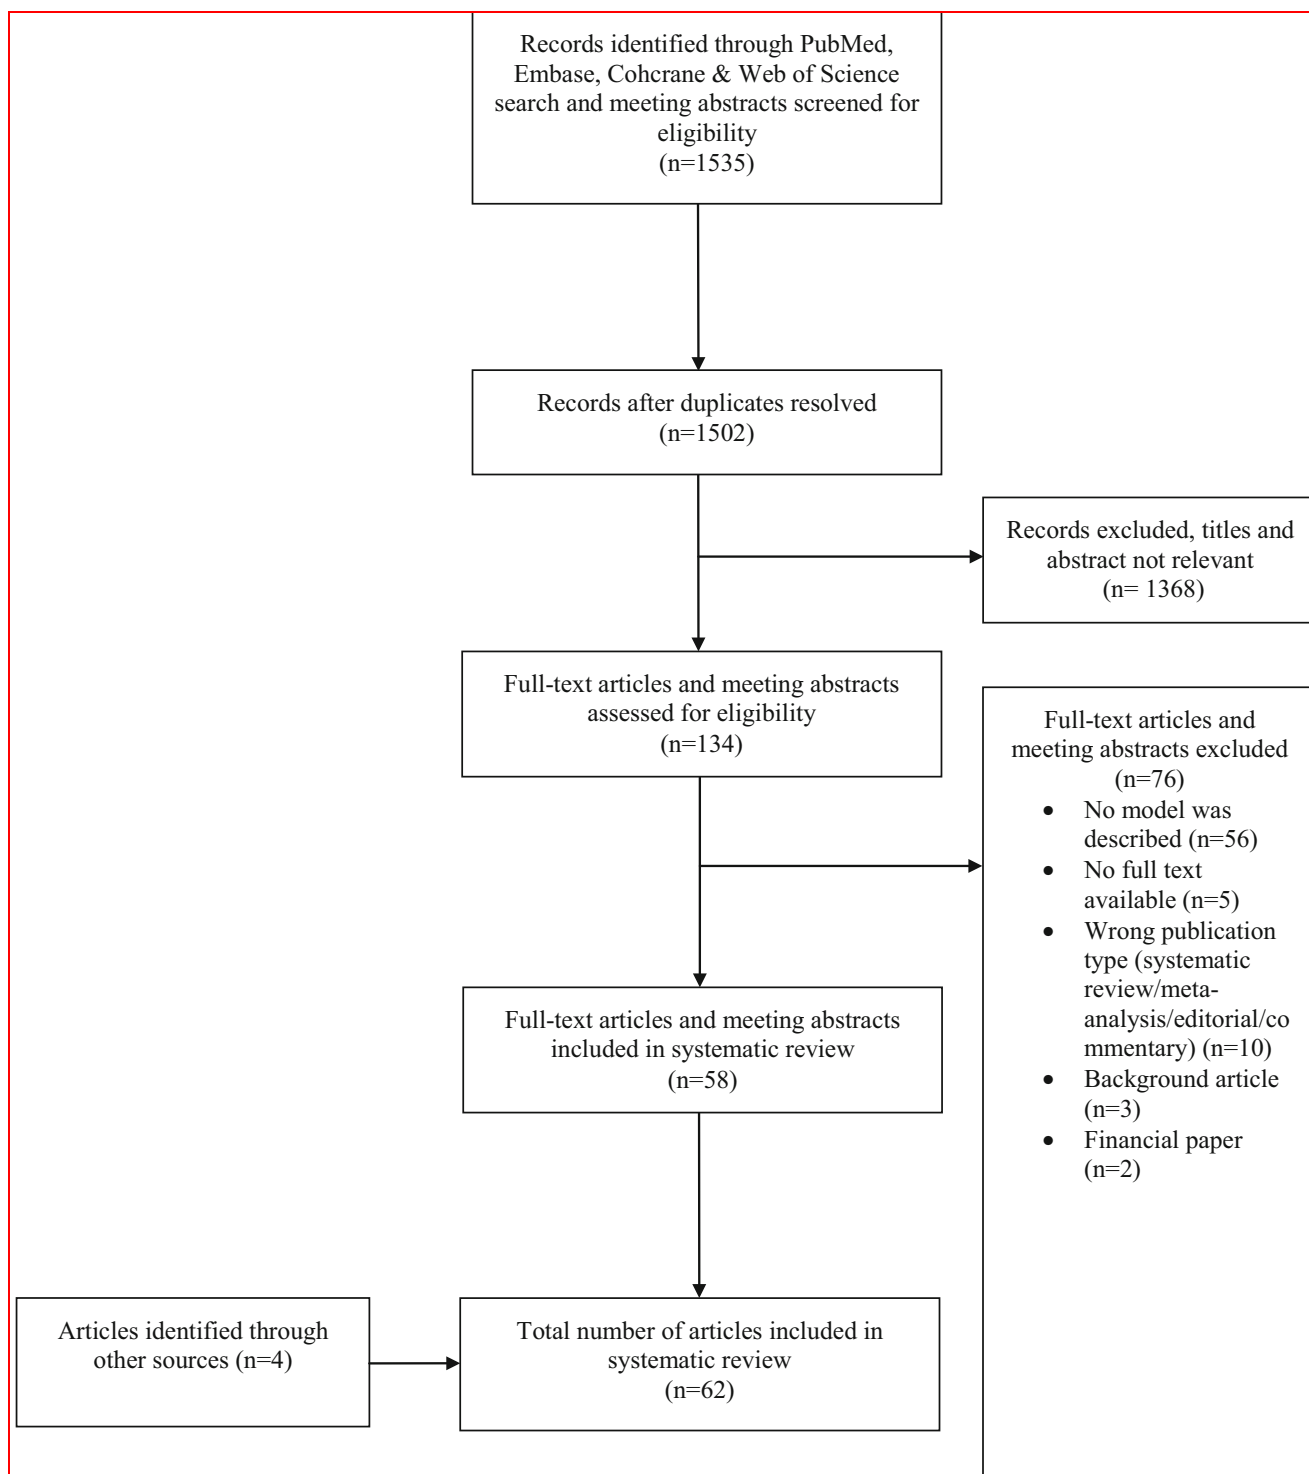 Records identified through PubMed,
Embase, Cohcrane & Web of Science
search and meeting abstracts screened for
eligibility
(n=1535)
Records after duplicates resolved
(n=1502)
Records excluded, titles and
abstract not relevant
(n= 1368)
Full-text articles and meeting abstracts
assessed for eligibility
(n=134)
Full-text articles and
meeting abstracts excluded
(n=76)
• No model was
described (n=56)
• No full text
available (n=5)
• Wrong publication
type (systematic
review/meta-
analysis/editorial/co
mmentary) (n=10)
• Background article
(n=3)
• Financial paper
(n=2)
Full-text articles and meeting abstracts
included in systematic review
(n=58)
Articles identified through
other sources (n=4)
Total number of articles included in
systematic review
(n=62)